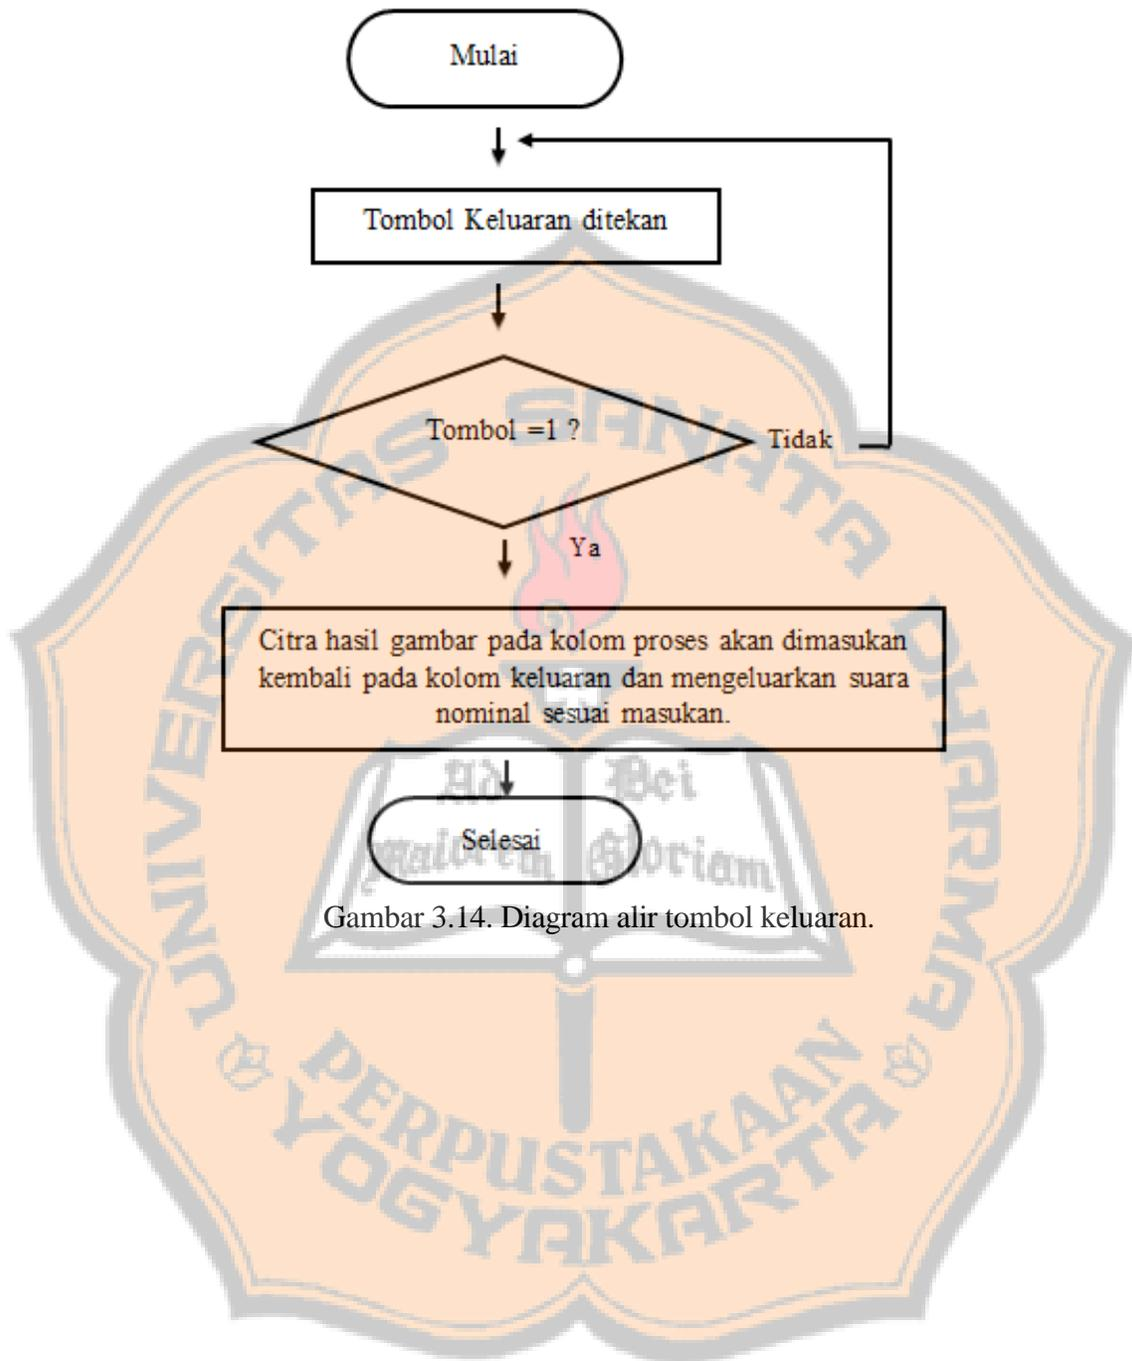 Mulai
Tombol Keluaran ditekan
Tombol =1 ?
Tidak
Ya
Citra hasil gambar pada kolom proses akan dimasukan
kembali pada kolom keluaran dan mengeluarkan suara
nominal sesuai masukan.
Selesai
Gambar 3.14. Diagram alir tombol keluaran.
UNIVERSITAS SANATA DHARMA
Ad Dei
Maiorem Gloriam
PERPUSTAKAAN
YOGYAKARTA